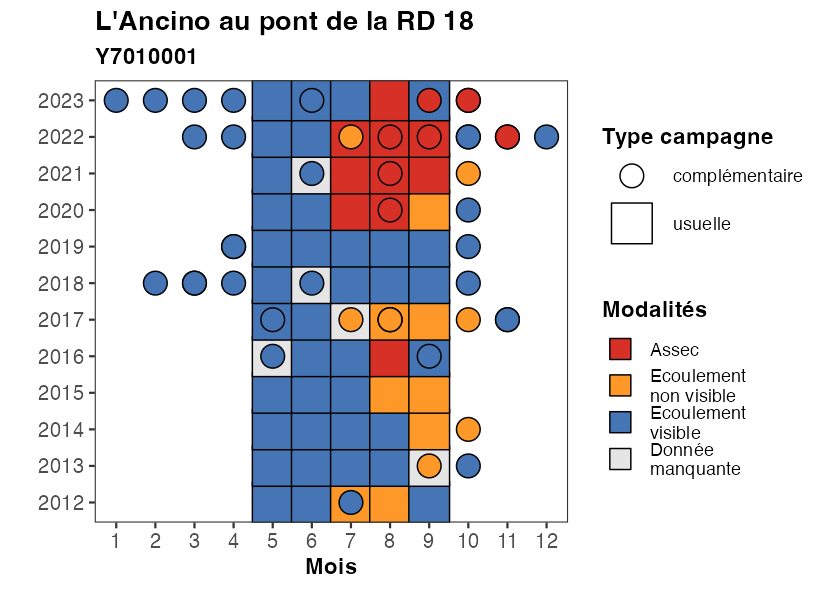 L'Ancino au pont de la RD 18
Y7010001
2023
2022
2021
2020
2019
2018
2017
2016
2015
2014
2013
2012
1 2 3 4 5 6 7 8 9 10 11 12
Mois
Type campagne
complémentaire
usuelle
Modalités
Assec
Ecoulement
non visible
Ecoulement
visible
Donnée
manquante